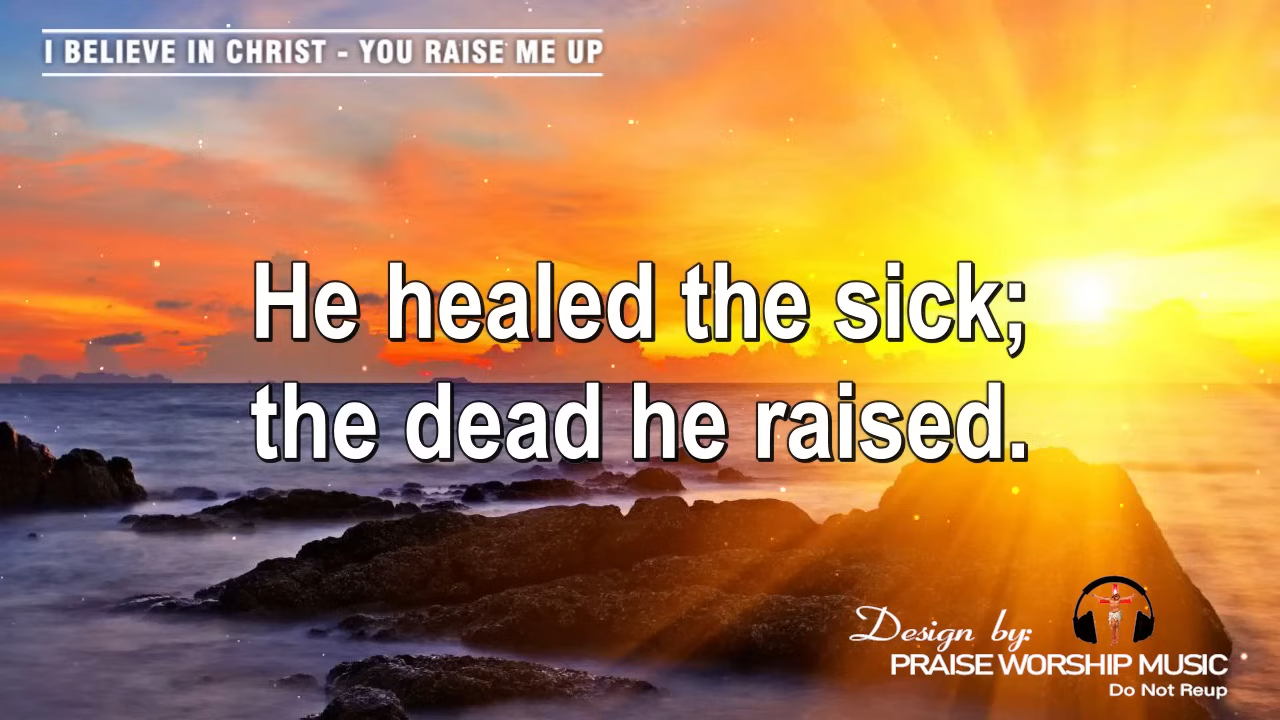 I BELIEVE IN CHRIST - YOU RAISE ME UP
He healed the sick;
the dead he raised.
Design by:
PRAISE WORSHIP MUSIC
Do Not Reup